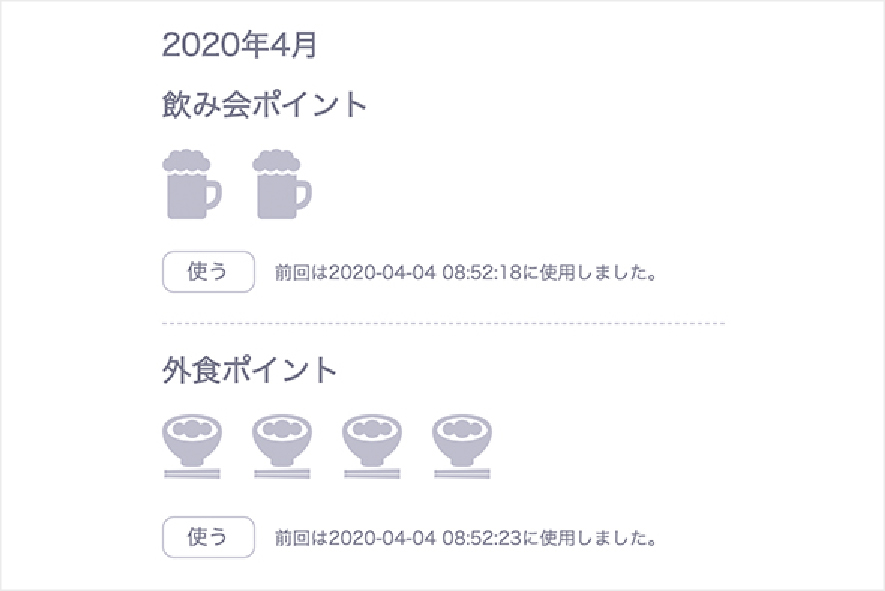 2020年4月
飲み会ポイント
使う 前回は2020-04-04 08:52:18に使用しました。
外食ポイント
使う 前回は2020-04-04 08:52:23に使用しました。